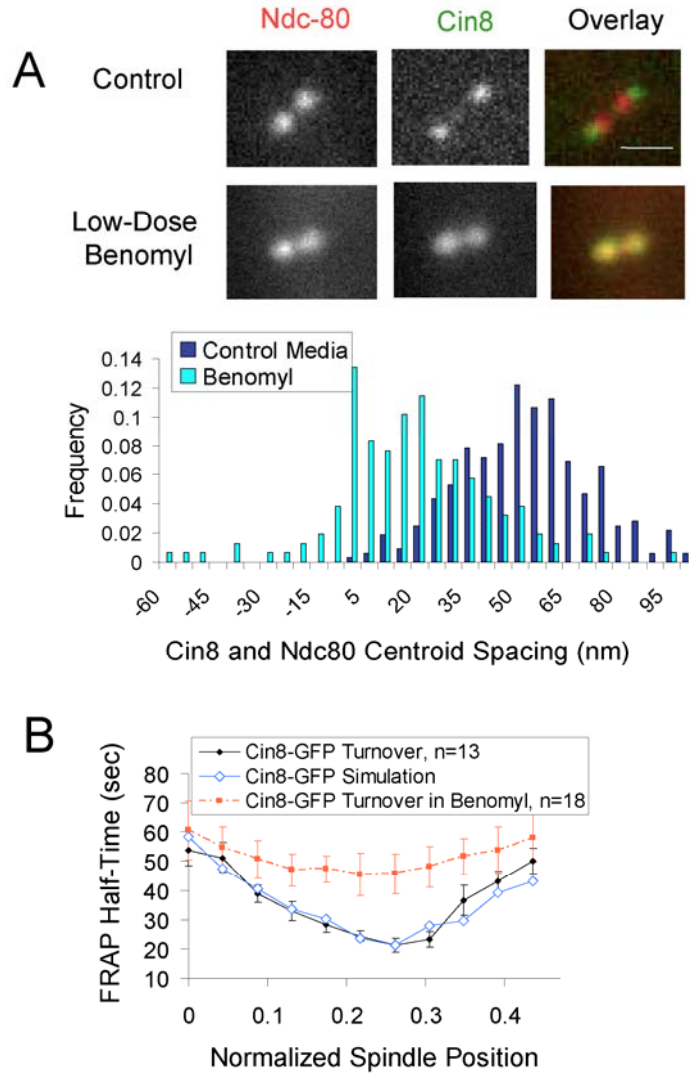 Ndc-80 Cin8 Overlay
A Control
Low-Dose
Benomyl
Control Media
Benomyl
0.14
0.12
0.1
0.08
0.06
0.04
0.02
0
Frequency
-60 -45 -30 -15 5 20 35 50 65 80 95
Cin8 and Ndc80 Centroid Spacing (nm)
B
Cin8-GFP Turnover, n=13
Cin8-GFP Simulation
Cin8-GFP Turnover in Benomyl, n=18
80
70
60
50
40
30
20
10
FRAP Half-Time (sec)
0 0.1 0.2 0.3 0.4
Normalized Spindle Position